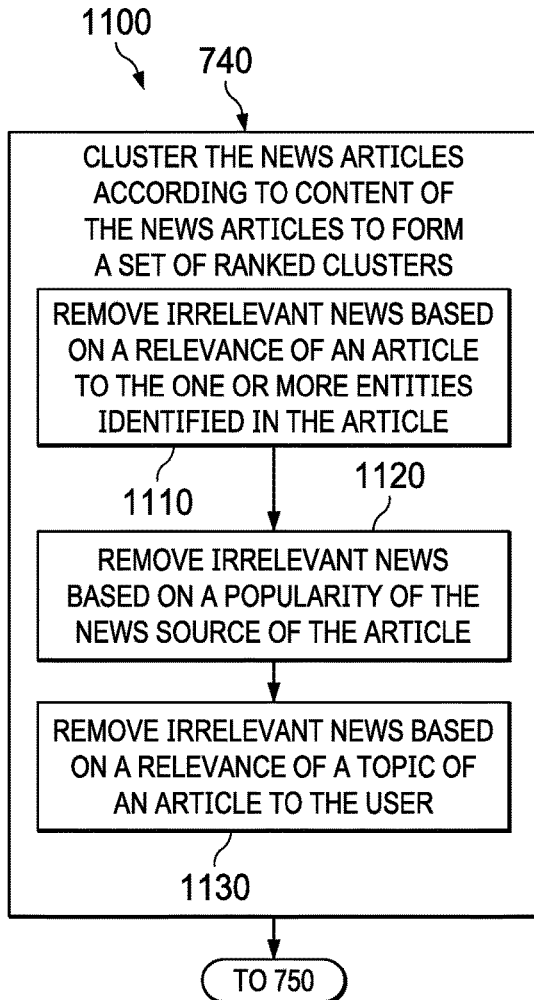 1100
740
CLUSTER THE NEWS ARTICLES
ACCORDING TO CONTENT OF
THE NEWS ARTICLES TO FORM
A SET OF RANKED CLUSTERS
REMOVE IRRELEVANT NEWS BASED
ON A RELEVANCE OF AN ARTICLE
TO THE ONE OR MORE ENTITIES
IDENTIFIED IN THE ARTICLE
1110
1120
REMOVE IRRELEVANT NEWS
BASED ON A POPULARITY OF THE
NEWS SOURCE OF THE ARTICLE
REMOVE IRRELEVANT NEWS BASED
ON A RELEVANCE OF A TOPIC OF
AN ARTICLE TO THE USER
1130
TO 750